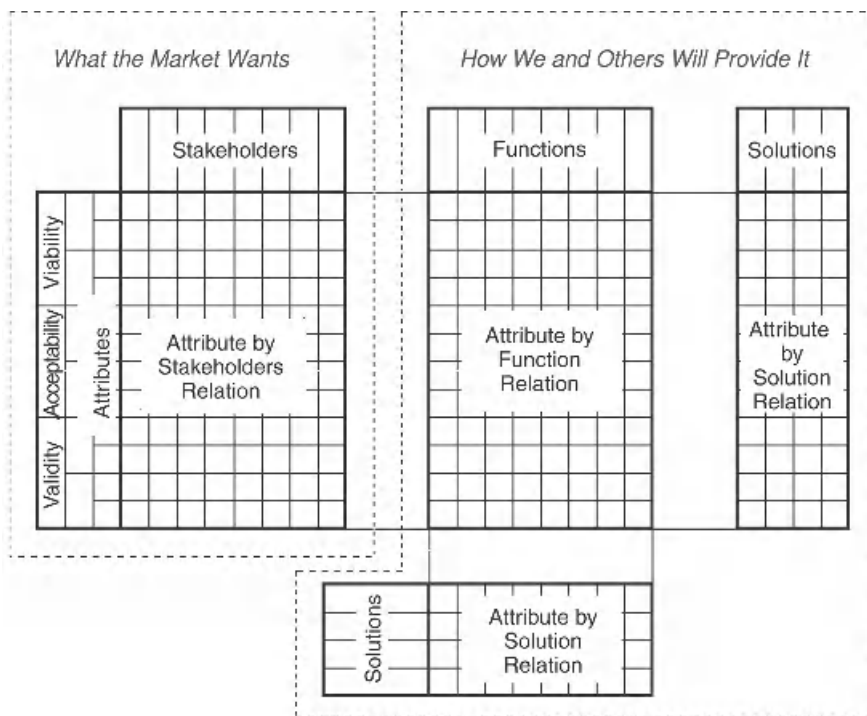 What the Market Wants
How We and Others Will Provide It
Stakeholders
Functions
Solutions
Viability
Acceptability
Validity
Attributes
Attribute by
Stakeholders
Relation
Attribute by
Function
Relation
Attribute
by
Solution
Relation
Solutions
Attribute by
Solution
Relation